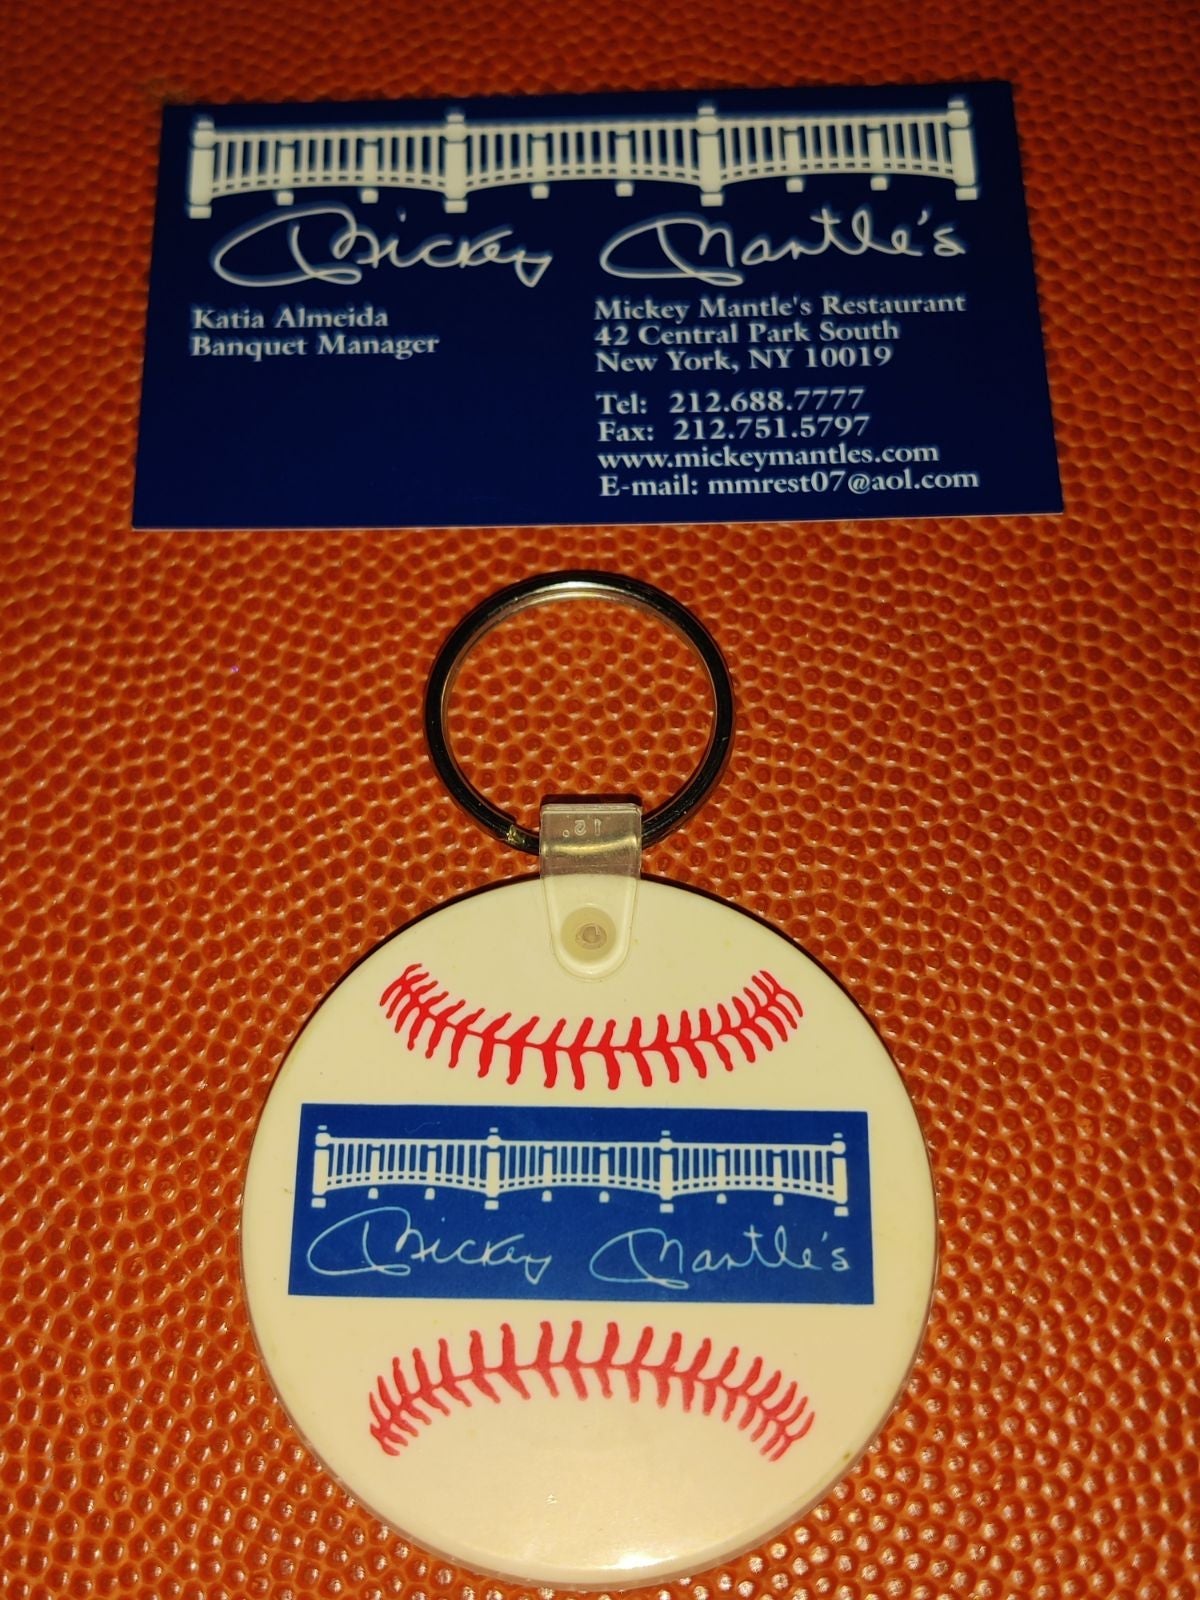 Mickey Mantle's
Katia Almeida
Banquet Manager
Mickey Mantle's Restaurant
42 Central Park South
New York, NY 10019
Tel: 212.688.7777
Fax: 212.751.5797
www.mickeymantles.com
E-mail: mmrest07@aol.com
Mickey Mantle's